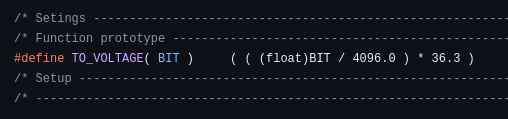 /* Setings ---------------------------------------------------------
/* Function prototype ----------------------------------------------
#define TO_VOLTAGE( BIT )     ( ( (float)BIT / 4096.0 ) * 36.3 )
/* Setup -----------------------------------------------------------
/* -----------------------------------------------------------------